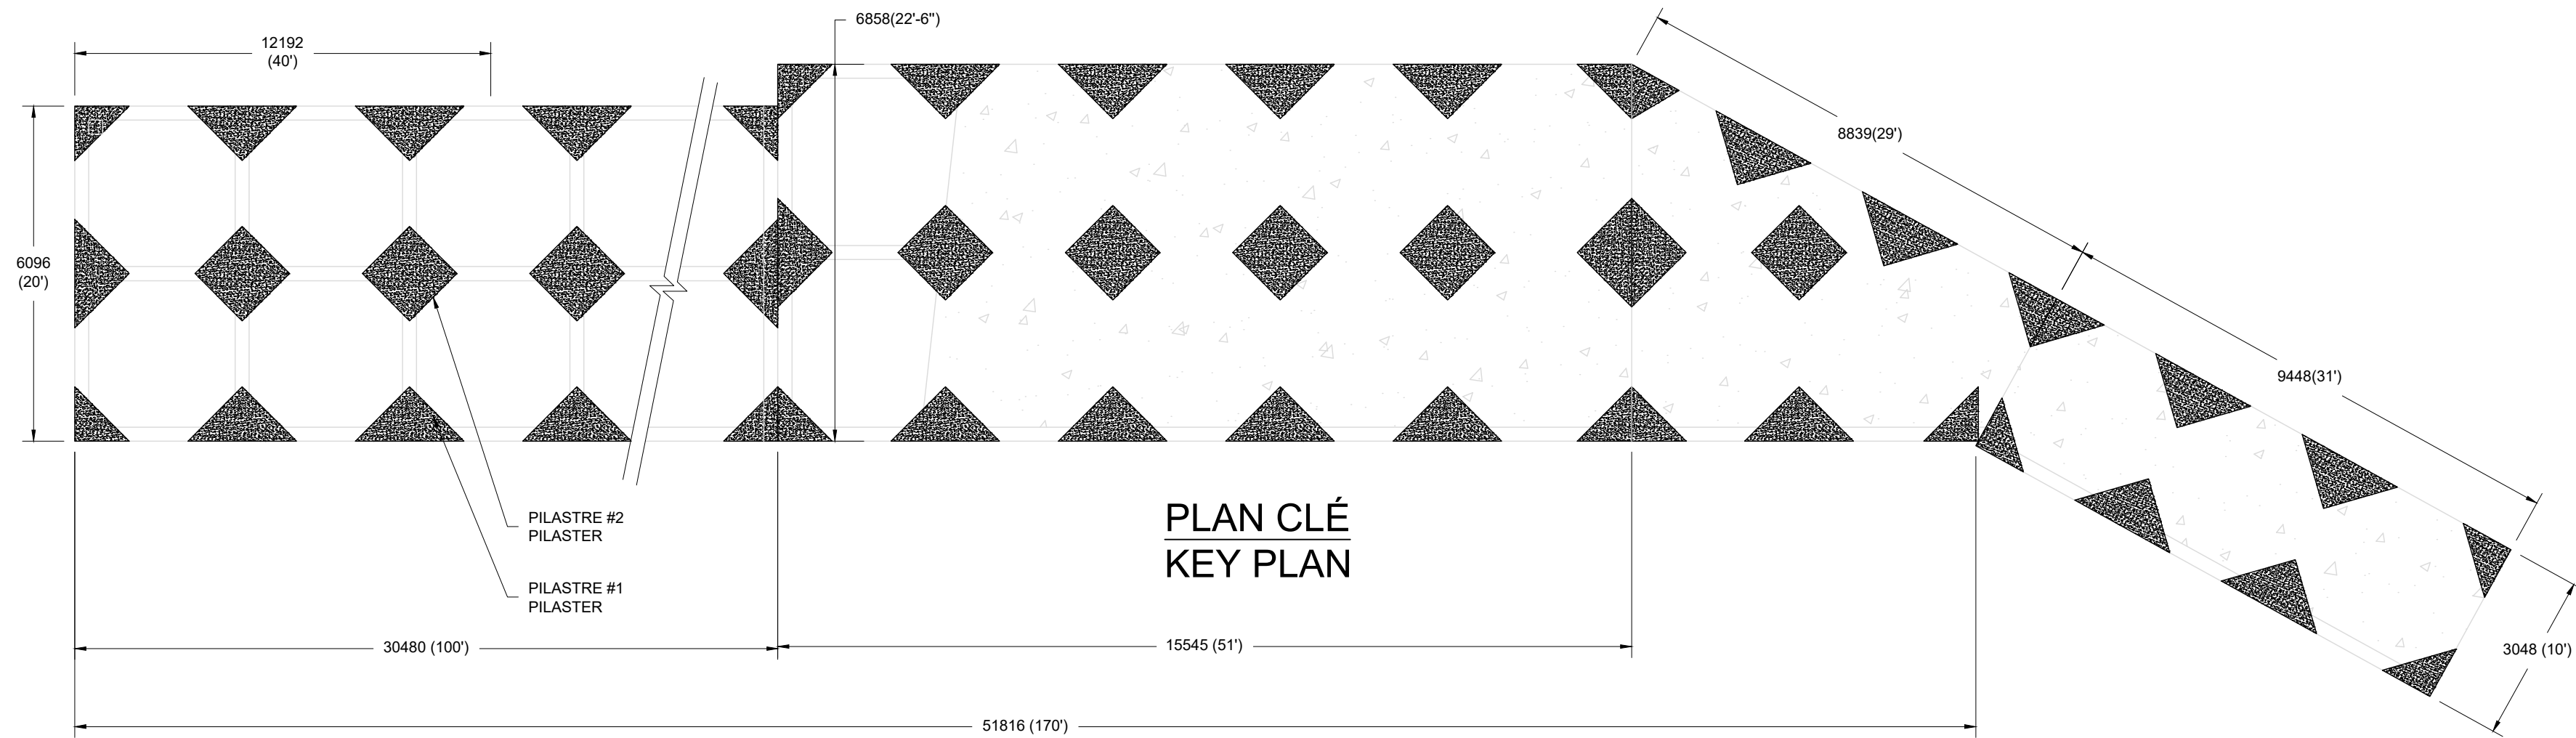 6858(22'-6")
12192
(40')
8839(29')
6096
(20')
9448(31')
PLAN CLÉ
KEY PLAN
PILASTRE #2
PILASTER
PILASTRE #1
PILASTER
30480 (100')
15545 (51')
3048 (10')
51816 (170')